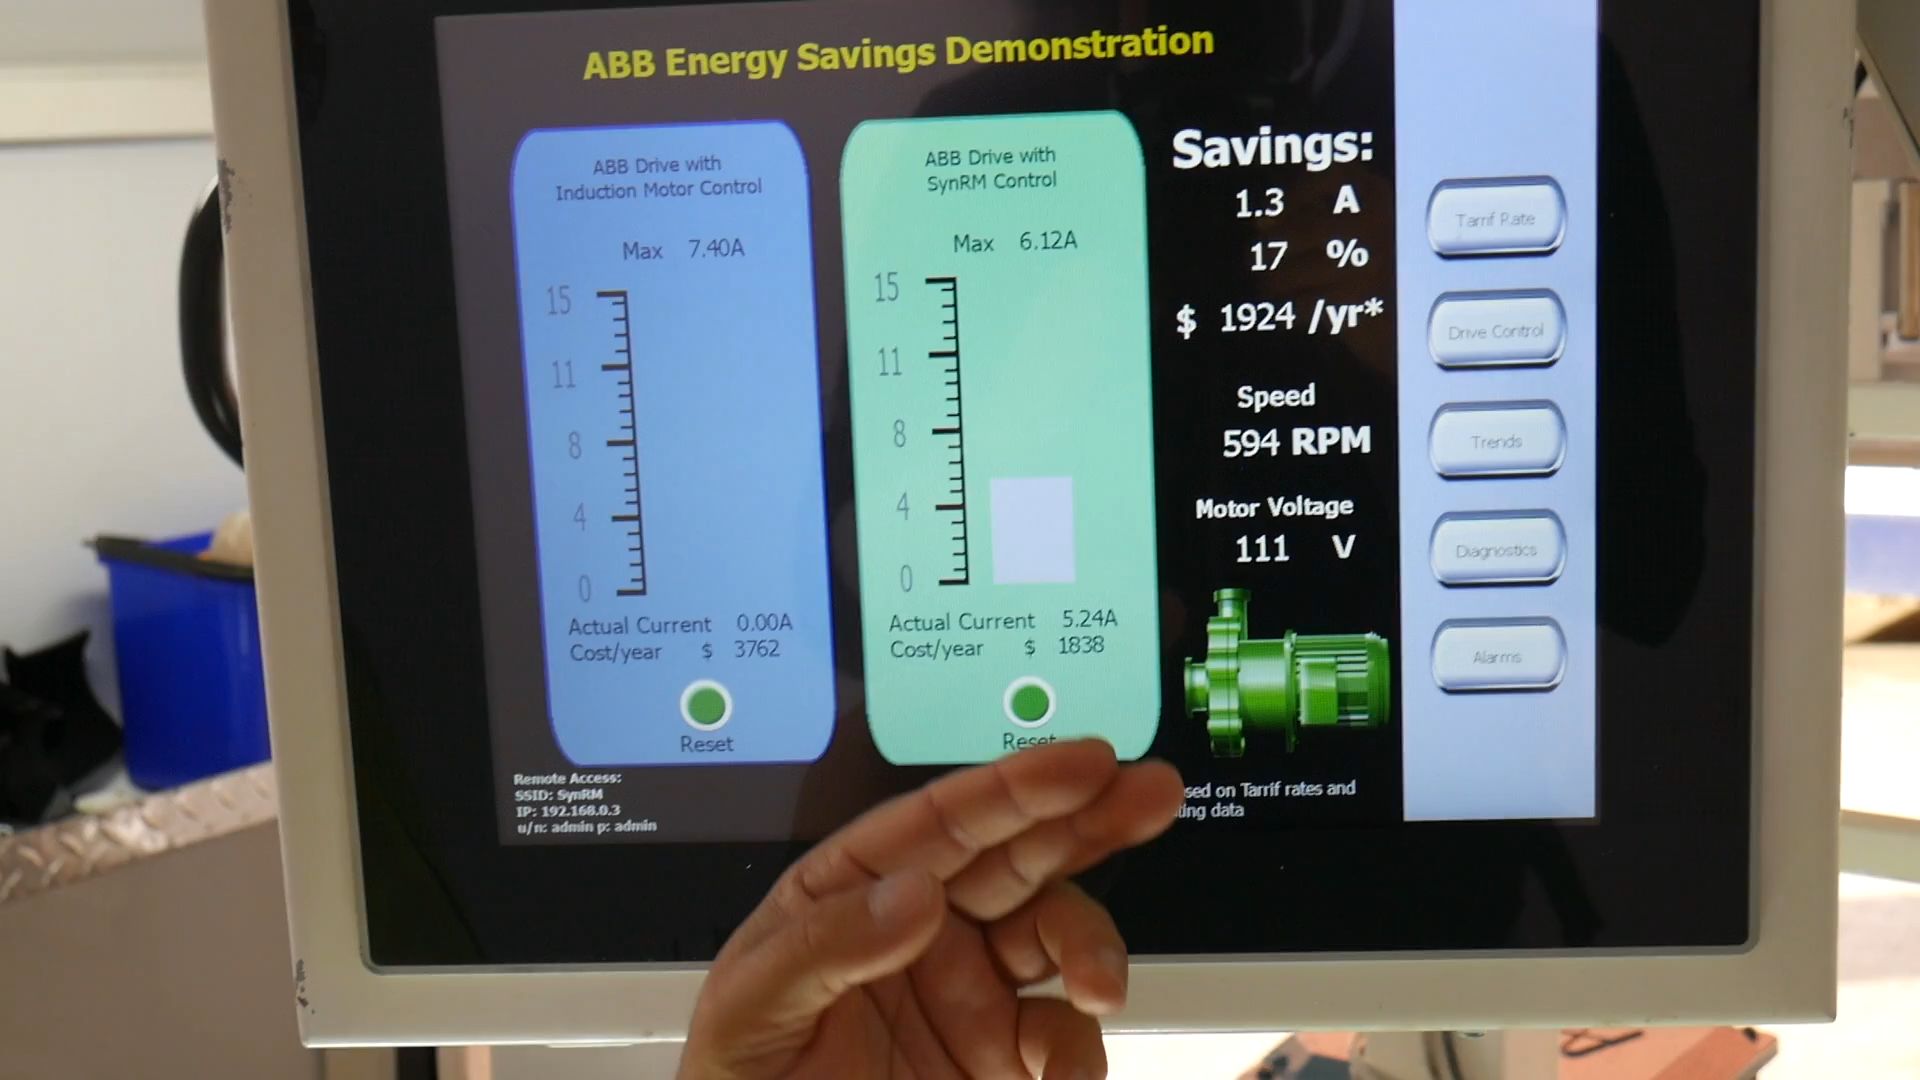 ABB Energy Savings Demonstration
ABB Drive with
Induction Motor Control
Max 7.40A
15
11
8
4
0
Actual Current 0.00A
Cost/year $ 3762
Reset
ABB Drive with
SynRM Control
Max 6.12A
15
11
8
4
0
Actual Current 5.24A
Cost/year $ 1838
Reset
Savings:
1.3 A
17 %
$ 1924 /yr*
Speed
594 RPM
Motor Voltage
111 V
on Tarrif rates and
data
Tarrif Rate
Drive Control
Trends
Diagnostics
Alarms
Remote Access:
SSID: SynRM
IP: 192.168.0.3
u/n: admin p: admin